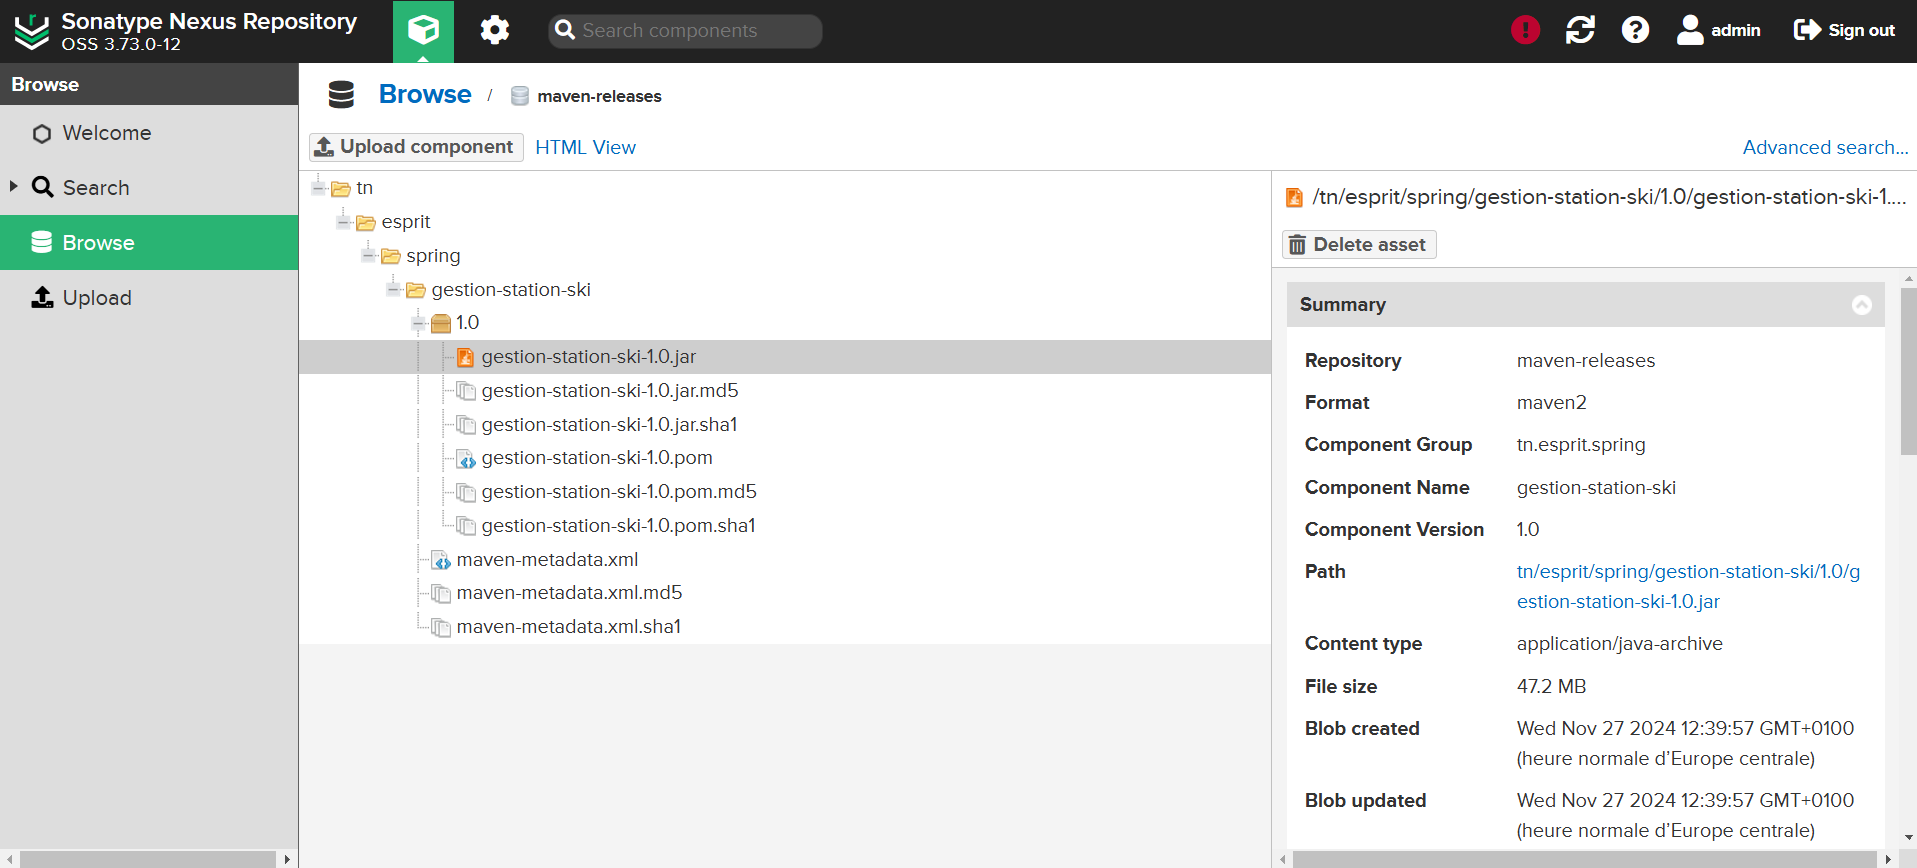 Sonatype Nexus Repository
OSS 3.73.0-12
Search components
admin
Sign out
Browse
Welcome
Search
Browse
Upload
Browse / maven-releases
Upload component
HTML View
Advanced search...
tn
esprit
spring
gestion-station-ski
1.0
gestion-station-ski-1.0.jar
gestion-station-ski-1.0.jar.md5
gestion-station-ski-1.0.jar.sha1
gestion-station-ski-1.0.pom
gestion-station-ski-1.0.pom.md5
gestion-station-ski-1.0.pom.sha1
maven-metadata.xml
maven-metadata.xml.md5
maven-metadata.xml.sha1
/tn/esprit/spring/gestion-station-ski/1.0/gestion-station-ski-1....
Delete asset
Summary
Repository maven-releases
Format maven2
Component Group tn.esprit.spring
Component Name gestion-station-ski
Component Version 1.0
Path tn/esprit/spring/gestion-station-ski/1.0/g
estion-station-ski-1.0.jar
Content type application/java-archive
File size 47.2 MB
Blob created Wed Nov 27 2024 12:39:57 GMT+0100
(heure normale d’Europe centrale)
Blob updated Wed Nov 27 2024 12:39:57 GMT+0100
(heure normale d’Europe centrale)